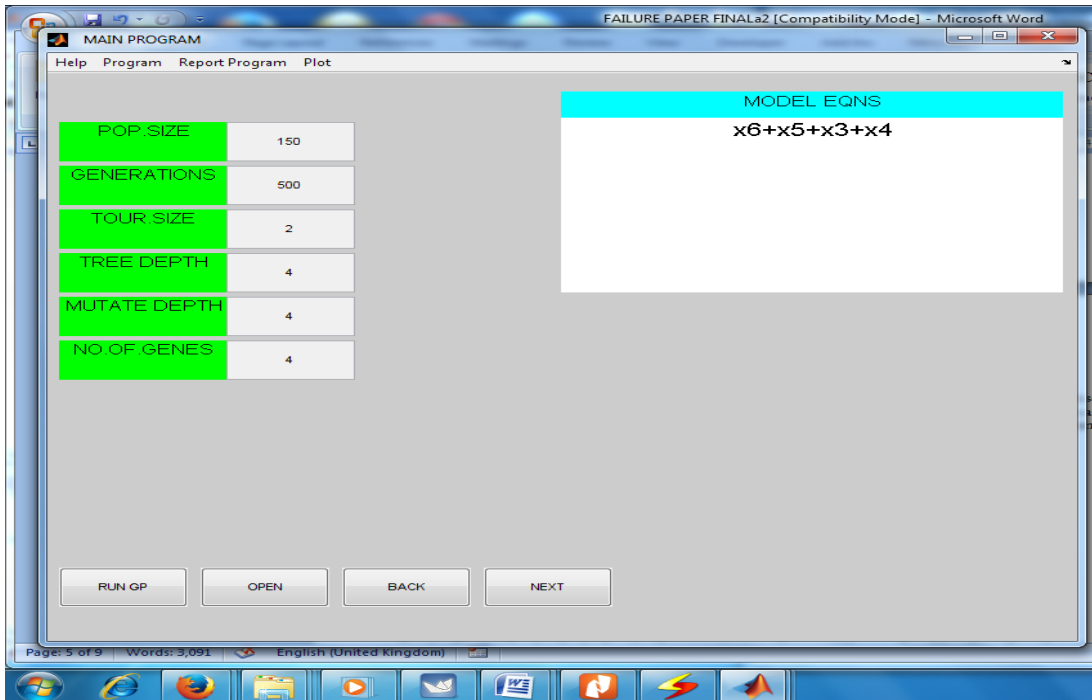 FAILURE PAPER FINALa2 [Compatibility Mode] - Microsoft Word
MAIN PROGRAM
Help Program Report Program Plot
MODEL EQNS
x6+x5+x3+x4
POP.SIZE 150
GENERATIONS 500
TOUR.SIZE 2
TREE DEPTH 4
MUTATE DEPTH 4
NO.OF.GENES 4
RUN GP OPEN BACK NEXT
Page: 5 of 9 Words: 3,091 English (United Kingdom)